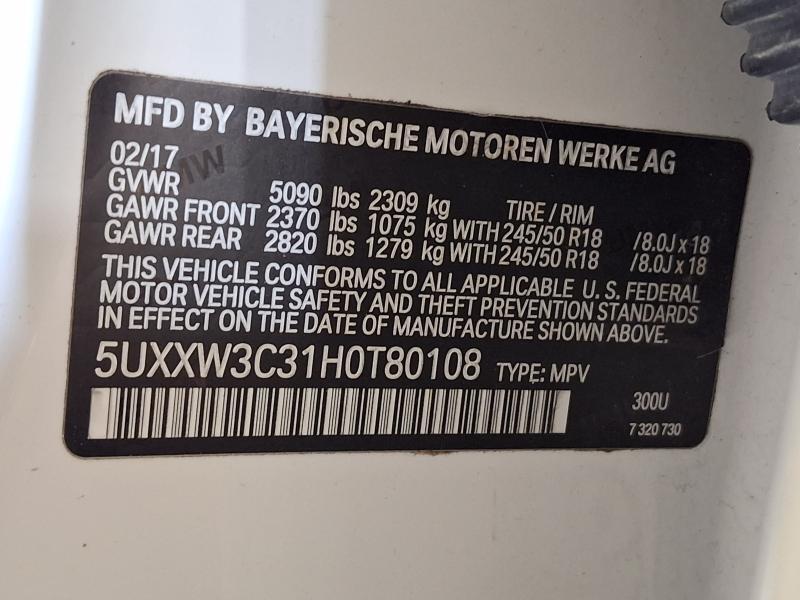 MFD BY BAYERISCHE MOTOREN WERKE AG
02/17
GVWR 5090 lbs 2309 kg TIRE / RIM
GAWR FRONT 2370 lbs 1075 kg WITH 245/50 R18 /8.0J x 18
GAWR REAR 2820 lbs 1279 kg WITH 245/50 R18 /8.0J x 18
THIS VEHICLE CONFORMS TO ALL APPLICABLE U. S. FEDERAL
MOTOR VEHICLE SAFETY AND THEFT PREVENTION STANDARDS
IN EFFECT ON THE DATE OF MANUFACTURE SHOWN ABOVE.
5UXXW3C31H0T80108 TYPE: MPV
300U
7 320 730